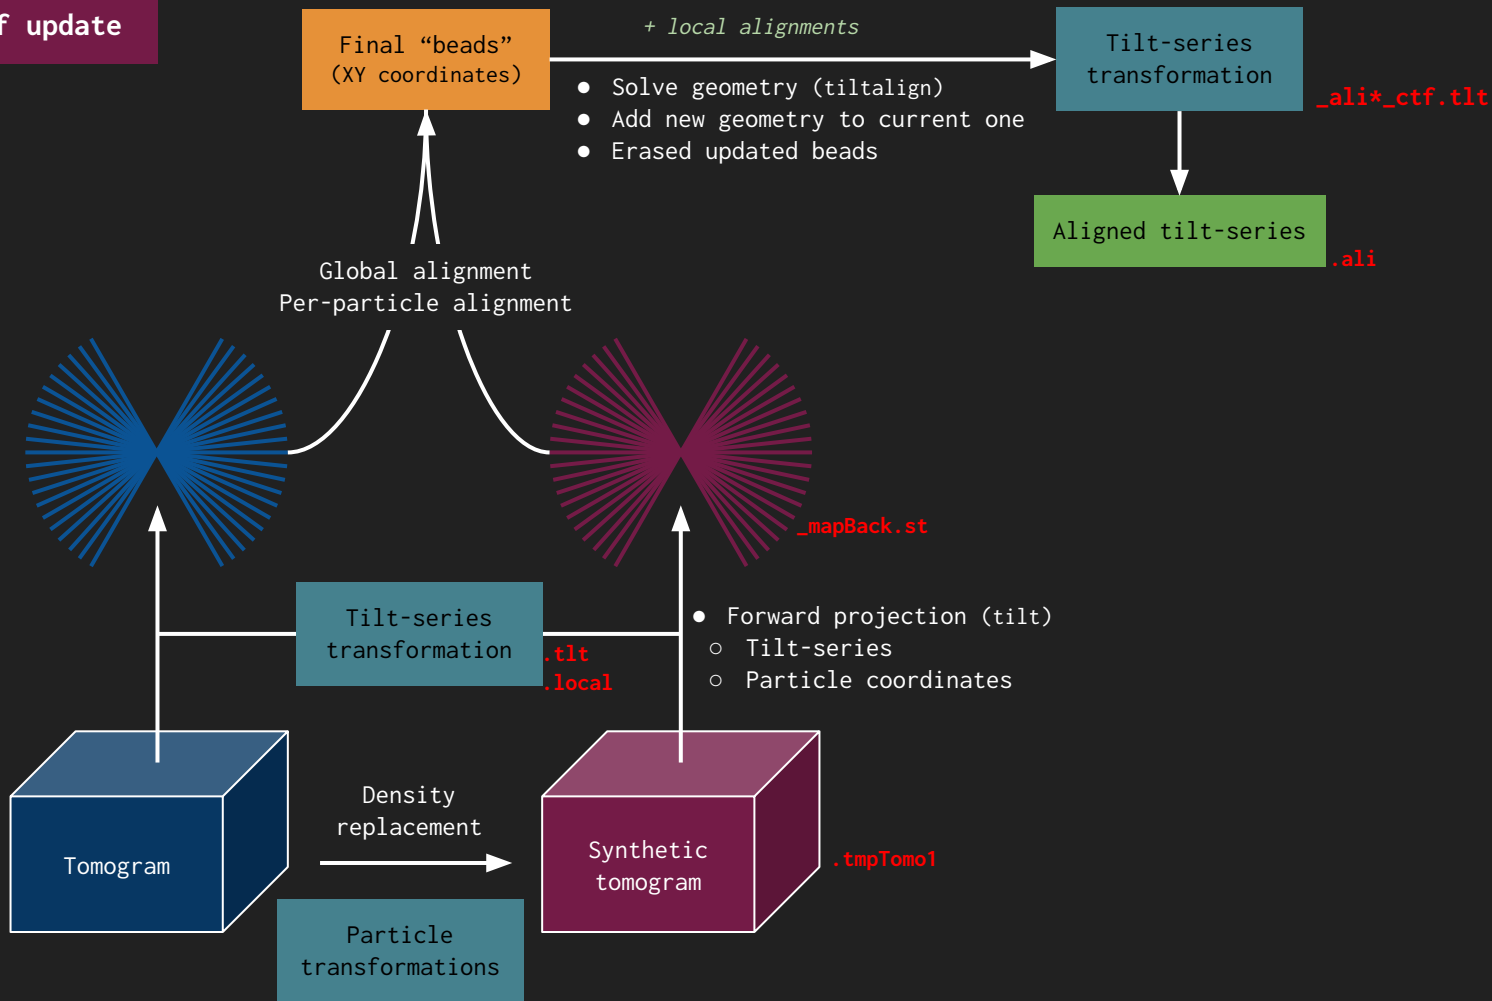 f update
Final “beads”
(XY coordinates)
+ local alignments
● Solve geometry (tiltalign)
● Add new geometry to current one
● Erased updated beads
Tilt-series
transformation
_ali*_ctf.tlt
Aligned tilt-series
.ali
Global alignment
Per-particle alignment
_mapBack.st
Tilt-series
transformation
.tlt
.local
● Forward projection (tilt)
○ Tilt-series
○ Particle coordinates
Density
replacement
Tomogram
Synthetic
tomogram
.tmpTomo1
Particle
transformations